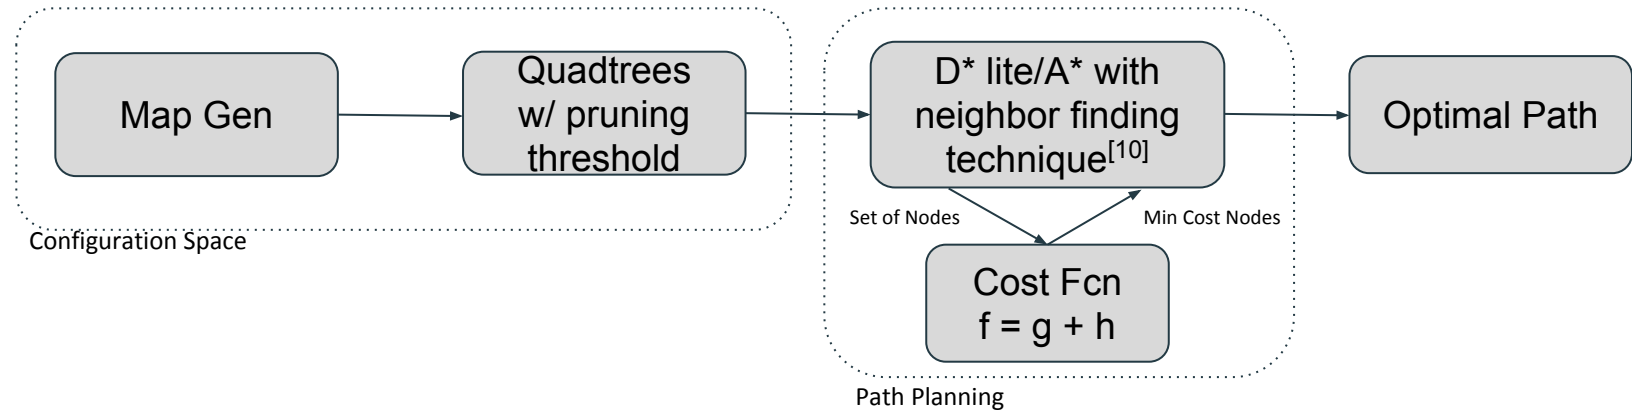 Map Gen
Quadtrees
w/ pruning
threshold
Configuration Space
D* lite/A* with
neighbor finding
technique[10]
Set of Nodes
Min Cost Nodes
Cost Fcn
f = g + h
Path Planning
Optimal Path